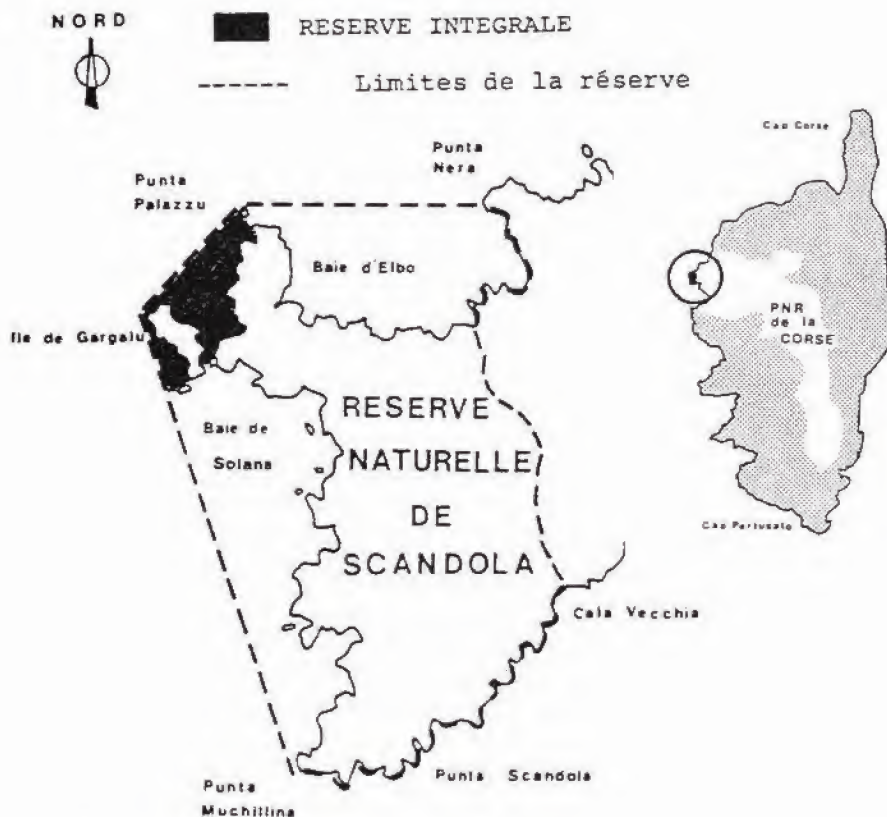 NORD
RESERVE INTEGRALE
Limites de la réserve
Cap Corse
Punta
Nera
Punta
Palazzu
Baie d'Elbo
PNR
de la
CORSE
Ile de Gargalu
RESERVE
NATURELLE
DE
SCANDOLA
Baie de
Solana
Cap Pertusato
Cala Vecchia
Punta Scandola
Punta
Muchillina